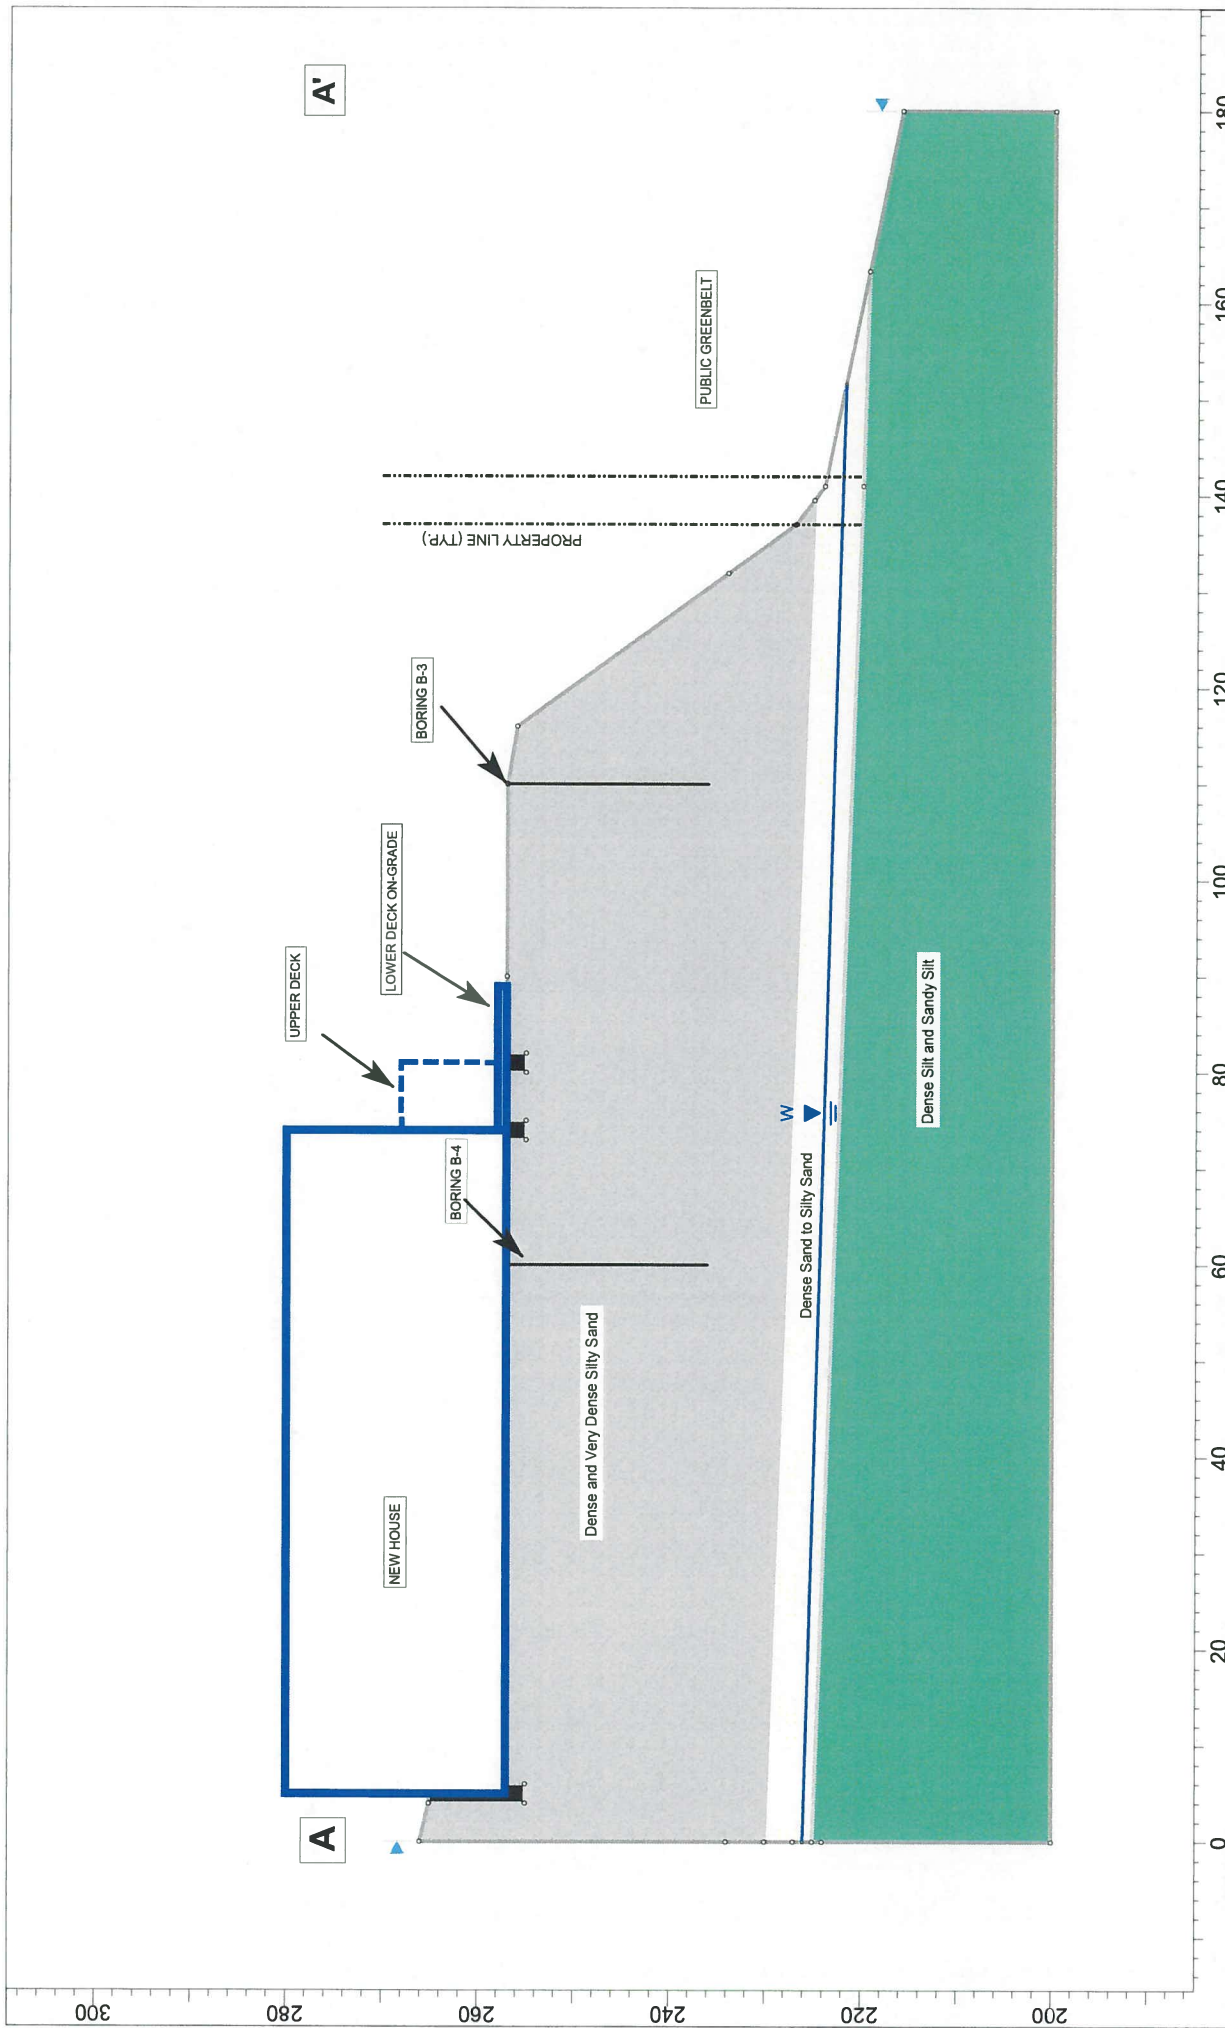 A
A'
NEW HOUSE
UPPER DECK
LOWER DECK ON-GRADE
BORING B-4
BORING B-3
PROPERTY LINE (TYP.)
PUBLIC GREENBELT
Dense and Very Dense Silty Sand
Dense Sand to Silty Sand
W
Dense Silt and Sandy Silt
300
280
260
240
220
200
0
20
40
60
80
100
120
140
160
180